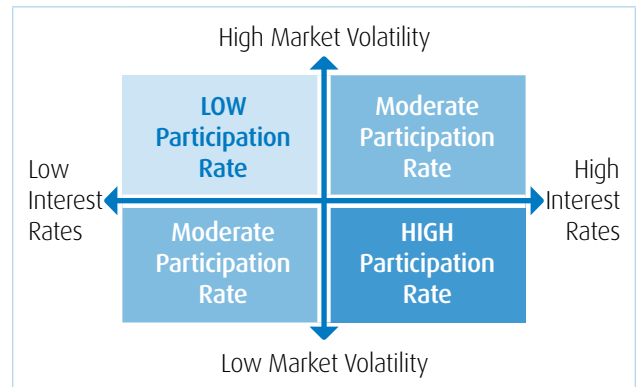 High Market Volatility
LOW
Participation
Rate
Moderate
Participation
Rate
Low
Interest
Rates
High
Interest
Rates
Moderate
Participation
Rate
HIGH
Participation
Rate
Low Market Volatility